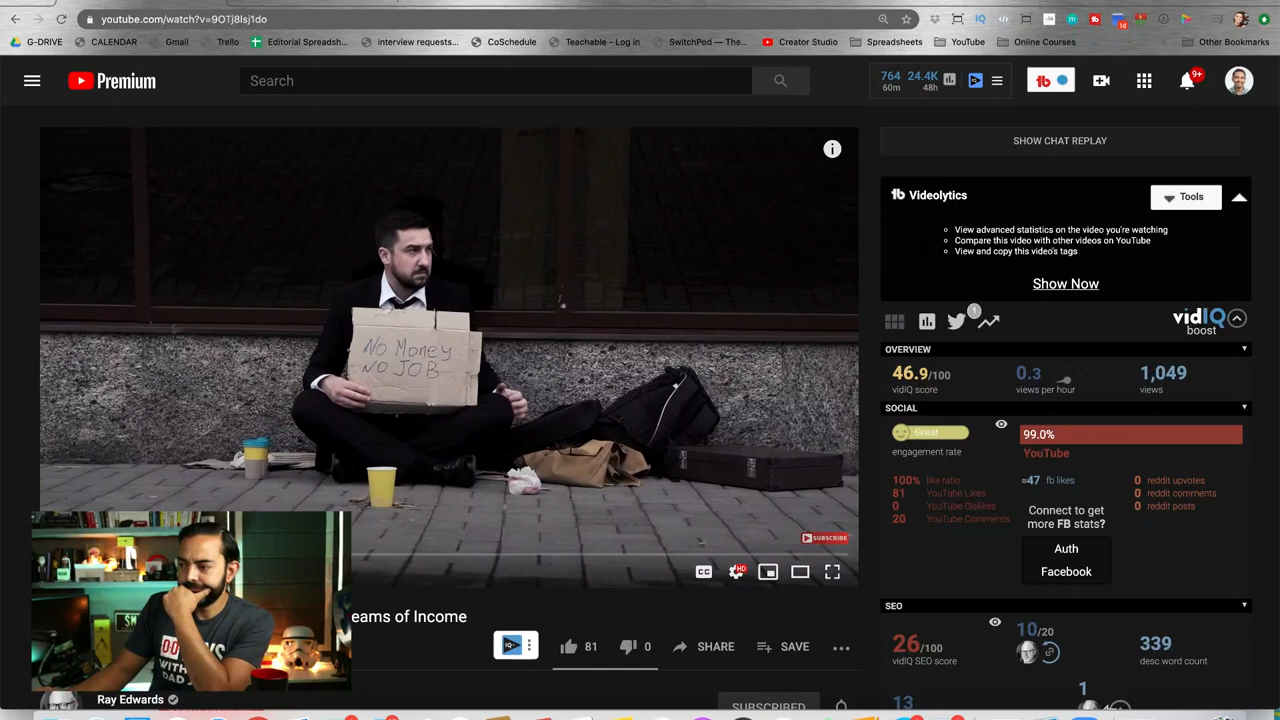 youtube.com/watch?v=9OTj8lsj1do
G-DRIVE CALENDAR Gmail Trello Editorial Spreadsh... interview requests... CoSchedule Teachable – Log in SwitchPod — The... Creator Studio Spreadsheets YouTube Online Courses Other Bookmarks
Premium
Search
764 24.4K
60m 48h
9+
SHOW CHAT REPLAY
Videolytics
Tools
View advanced statistics on the video you're watching
Compare this video with other videos on YouTube
View and copy this video's tags
Show Now
1
vidIQ
boost
OVERVIEW
46.9/100 0.3 1,049
vidIQ score views per hour views
SOCIAL
Great
engagement rate
99.0%
YouTube
100% like ratio
81 YouTube Likes
0 YouTube Dislikes
20 YouTube Comments
≈47 fb likes
0 reddit upvotes
0 reddit comments
0 reddit posts
Connect to get
more FB stats?
Auth
Facebook
SEO
26/100 10/20 339
vidIQ SEO score desc word count
13 1
No Money
NO JOB
SUBSCRIBE
CC HD
eams of Income
81 0 SHARE SAVE
Ray Edwards
SUBSCRIBED